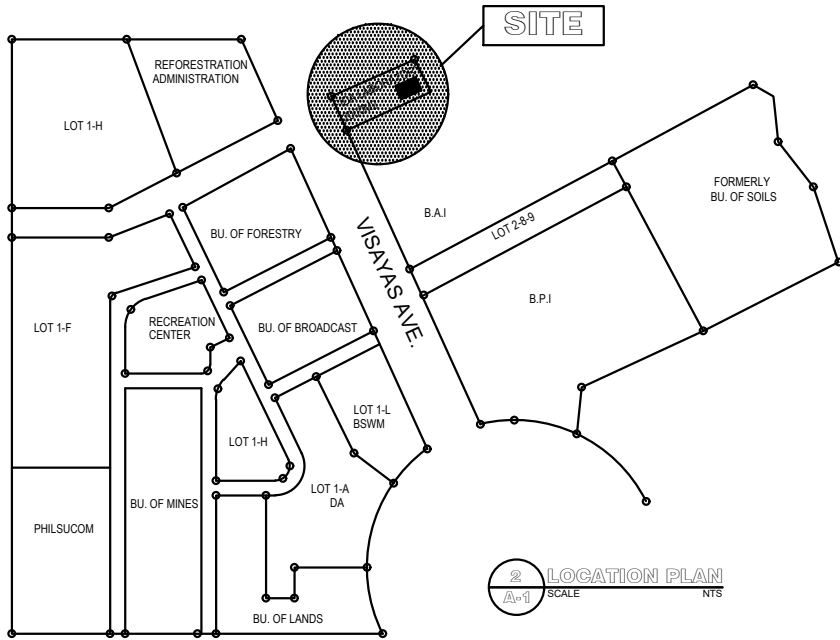 SITE
REFORESTRATION
ADMINISTRATION
LOT 1-H
FORMERLY
BU. OF SOILS
B.A.I
LOT 2-8-9
BU. OF FORESTRY
VISAYAS AVE.
B.P.I
LOT 1-F
RECREATION
CENTER
BU. OF BROADCAST
LOT 1-L
BSWM
LOT 1-H
LOT 1-A
DA
BU. OF MINES
PHILSUCOM
BU. OF LANDS
2
A-1
LOCATION PLAN
SCALE
NTS